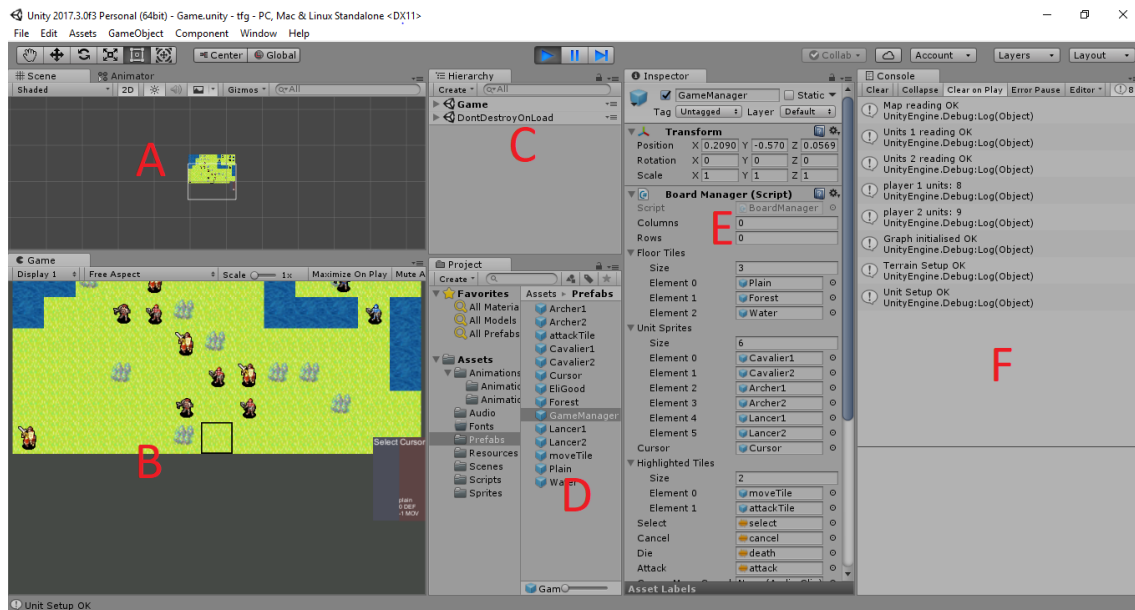 Unity 2017.3.0f3 Personal (64bit) - Game.unity - tfg - PC, Mac & Linux Standalone <DX11>
File Edit Assets GameObject Component Window Help
Center Global
Collab Account Layers Layout
Scene Animator
Shaded 2D Gizmos All
A
Game
Display 1 Free Aspect Scale 1x Maximize On Play Mute A
Select Cursor
plain
0 DEF
-1 MOV
B
Hierarchy
Create All
Game
DontDestroyOnLoad
C
Project
Create
Favorites
All Materia
All Models
All Prefabs
Assets
Animations
Animatic
Animatic
Audio
Fonts
Prefabs
Resources
Scenes
Scripts
Sprites
Assets Prefabs
Archer1
Archer2
attackTile
Cavalier1
Cavalier2
Cursor
EliGood
Forest
GameManager
Lancer1
Lancer2
moveTile
Plain
Water
D
Gam
Inspector
GameManager Static
Tag Untagged Layer Default
Transform
Position X 0.2090 Y -0.570 Z 0.0569
Rotation X 0 Y 0 Z 0
Scale X 1 Y 1 Z 1
Board Manager (Script)
Script BoardManager
E
Columns 0
Rows 0
Floor Tiles
Size 3
Element 0 Plain
Element 1 Forest
Element 2 Water
Unit Sprites
Size 6
Element 0 Cavalier1
Element 1 Cavalier2
Element 2 Archer1
Element 3 Archer2
Element 4 Lancer1
Element 5 Lancer2
Cursor Cursor
Highlighted Tiles
Size 2
Element 0 moveTile
Element 1 attackTile
Select select
Cancel cancel
Die death
Attack attack
Asset Labels
Console
Clear Collapse Clear on Play Error Pause Editor 8
Map reading OK
UnityEngine.Debug:Log(Object)
Units 1 reading OK
UnityEngine.Debug:Log(Object)
Units 2 reading OK
UnityEngine.Debug:Log(Object)
player 1 units: 8
UnityEngine.Debug:Log(Object)
player 2 units: 9
UnityEngine.Debug:Log(Object)
Graph initialised OK
UnityEngine.Debug:Log(Object)
Terrain Setup OK
UnityEngine.Debug:Log(Object)
Unit Setup OK
UnityEngine.Debug:Log(Object)
F
Unit Setup OK